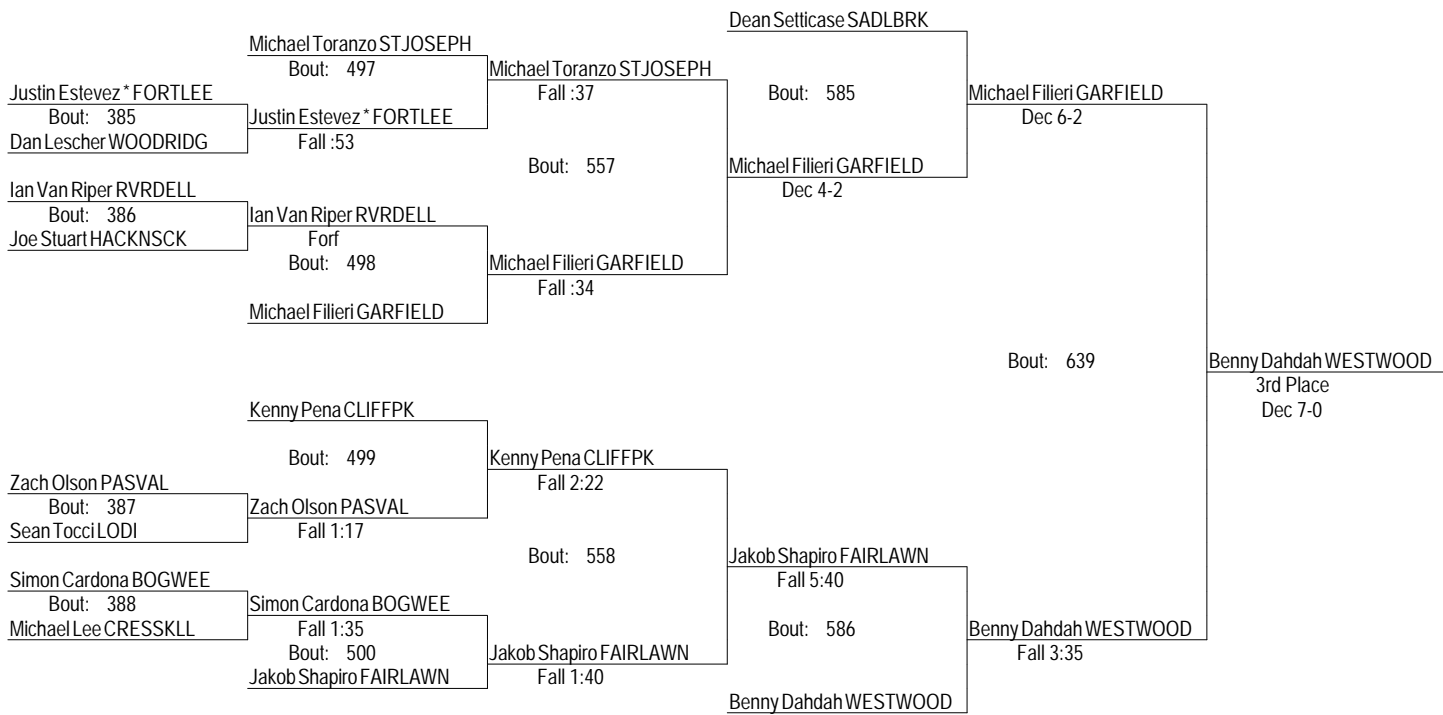 Dean Setticase SADLBRK
Michael Toranzo STJOSEPH
Bout: 497
Michael Toranzo STJOSEPH
Fall :37
Justin Estevez * FORTLEE
Bout: 385
Dan Lescher WOODRIDG
Justin Estevez * FORTLEE
Fall :53
Bout: 585
Michael Filieri GARFIELD
Dec 6-2
Bout: 557
Michael Filieri GARFIELD
Dec 4-2
Ian Van Riper RVRDELL
Bout: 386
Joe Stuart HACKNSCK
Ian Van Riper RVRDELL
Forf
Bout: 498
Michael Filieri GARFIELD
Michael Filieri GARFIELD
Fall :34
Bout: 639
Benny Dahdah WESTWOOD
3rd Place
Dec 7-0
Kenny Pena CLIFFPK
Bout: 499
Kenny Pena CLIFFPK
Fall 2:22
Zach Olson PASVAL
Bout: 387
Sean Tocci LODI
Zach Olson PASVAL
Fall 1:17
Bout: 558
Jakob Shapiro FAIRLAWN
Fall 5:40
Simon Cardona BOGWEE
Bout: 388
Michael Lee CRESSKLL
Simon Cardona BOGWEE
Fall 1:35
Bout: 500
Jakob Shapiro FAIRLAWN
Jakob Shapiro FAIRLAWN
Fall 1:40
Bout: 586
Benny Dahdah WESTWOOD
Fall 3:35
Benny Dahdah WESTWOOD